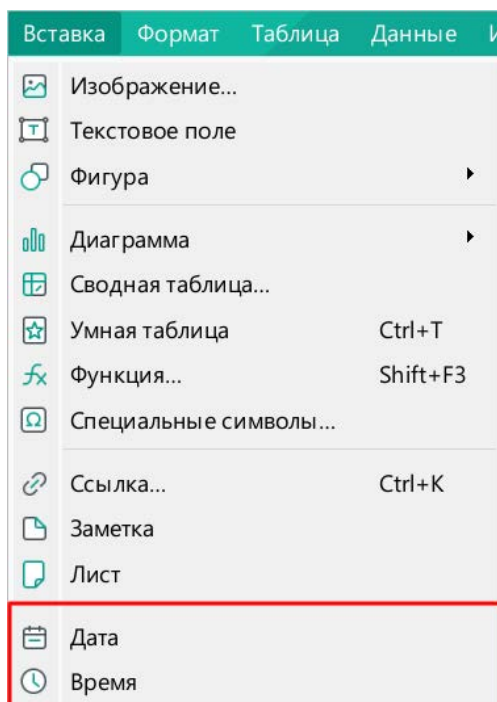 Вставка Формат Таблица Данные
Изображение...
Текстовое поле
Фигура
Диаграмма
Сводная таблица...
Умная таблица Ctrl+T
Функция... Shift+F3
Специальные символы...
Ссылка... Ctrl+K
Заметка
Лист
Дата
Время